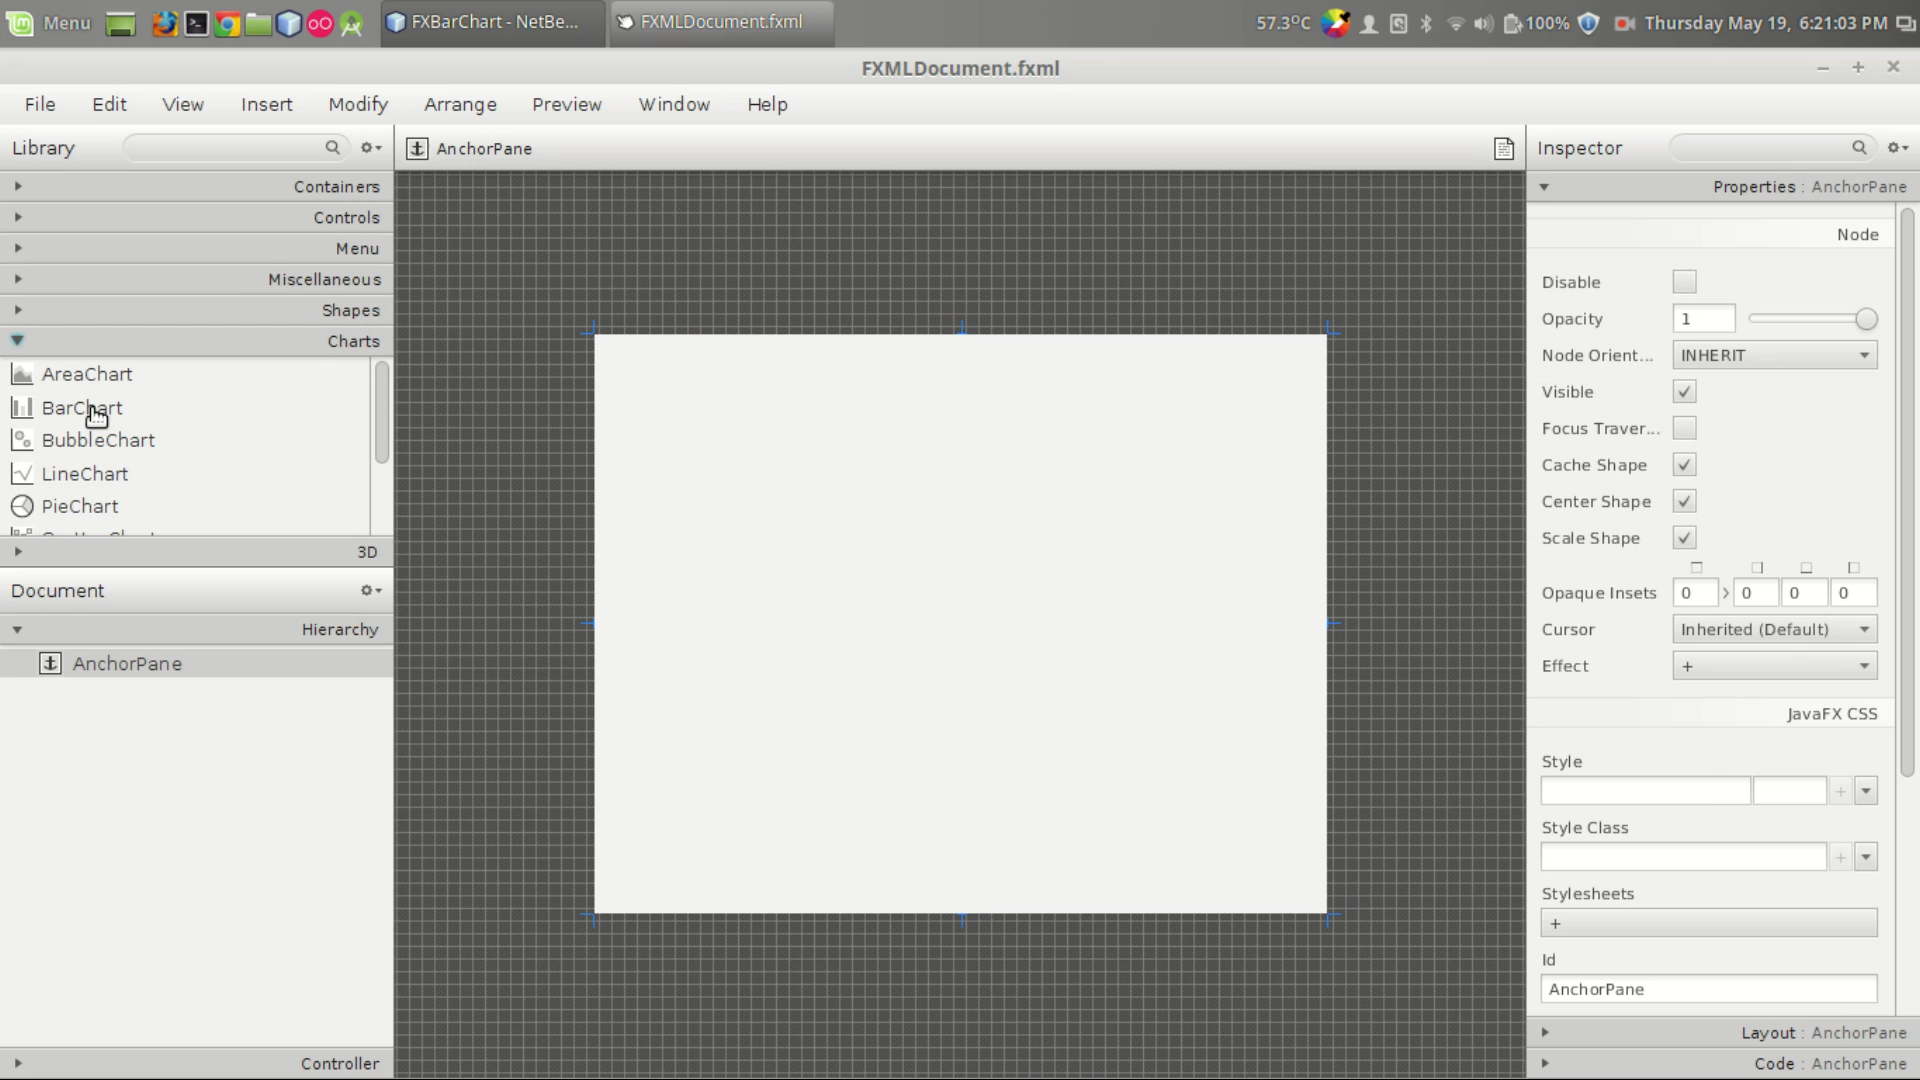 Menu
FXBarChart - NetBe...
FXMLDocument.fxml
57.3°C
100%
Thursday May 19, 6:21:03 PM
FXMLDocument.fxml
File Edit View Insert Modify Arrange Preview Window Help
Library
AnchorPane
Inspector
Containers
Controls
Menu
Miscellaneous
Shapes
Charts
AreaChart
BarChart
BubbleChart
LineChart
PieChart
3D
Document
Hierarchy
AnchorPane
Controller
Properties : AnchorPane
Node
Disable
Opacity 1
Node Orient... INHERIT
Visible
Focus Traver...
Cache Shape
Center Shape
Scale Shape
Opaque Insets 0 0 0 0
Cursor Inherited (Default)
Effect +
JavaFX CSS
Style
+
Style Class
+
Stylesheets
+
Id
AnchorPane
Layout : AnchorPane
Code : AnchorPane